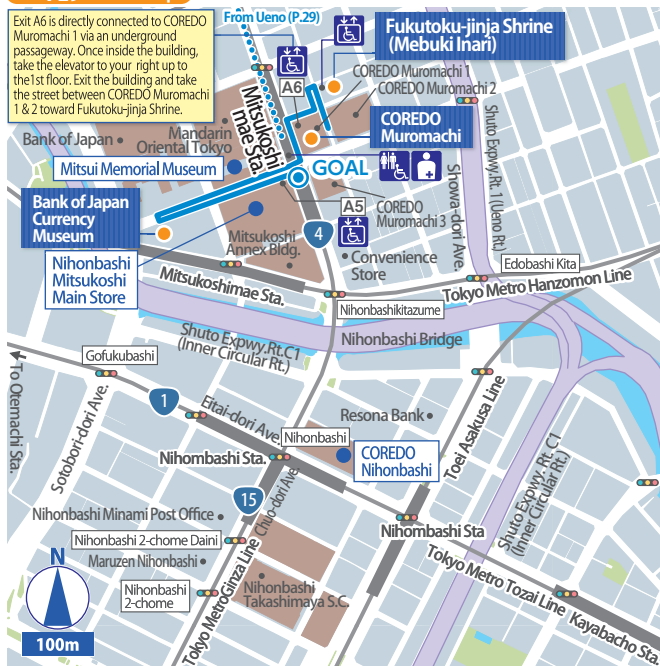 From Ueno (P.29)
Exit A6 is directly connected to COREDO
Muromachi 1 via an underground
passageway. Once inside the building,
take the elevator to your right up to
the1st floor. Exit the building and take
the street between COREDO Muromachi
1 & 2 toward Fukutoku-jinja Shrine.
Fukutoku-jinja Shrine
(Mebuki Inari)
A6
COREDO Muromachi 1
COREDO Muromachi 2
Mitsukoshi
mae Sta.
COREDO
Muromachi
Bank of Japan
Mandarin
Oriental Tokyo
Mitsui Memorial Museum
GOAL
Shuto Expwy.Rt.1(Ueno Rt.)
Showa-dori Ave.
Bank of Japan
Currency
Museum
A5
COREDO
Muromachi 3
4
Mitsukoshi
Annex Bldg.
Convenience
Store
Nihonbashi
Mitsukoshi
Main Store
Mitsukoshimae Sta.
Edobashi Kita
Tokyo Metro Hanzomon Line
Nihonbashikitazume
Shuto Expwy.Rt.C1
(Inner Circular Rt.)
Nihonbashi Bridge
Gofukubashi
To Otemachi Sta.
Sotobori-dori Ave.
1
Eitai-dori Ave.
Resona Bank
Toei Asakusa Line
Nihonbashi
COREDO
Nihonbashi
Nihombashi Sta.
Shuto Expwy. Rt.C1
(Inner Circular Rt.)
15
Chuo-dori Ave.
Nihonbashi Minami Post Office
Nihombashi Sta
Nihonbashi 2-chome Daini
Maruzen Nihonbashi
Tokyo MetroGinza Line
Tokyo Metro Tozai Line
Kayabacho Sta.
N
Nihonbashi
2-chome
Nihonbashi
Takashimaya S.C.
100m